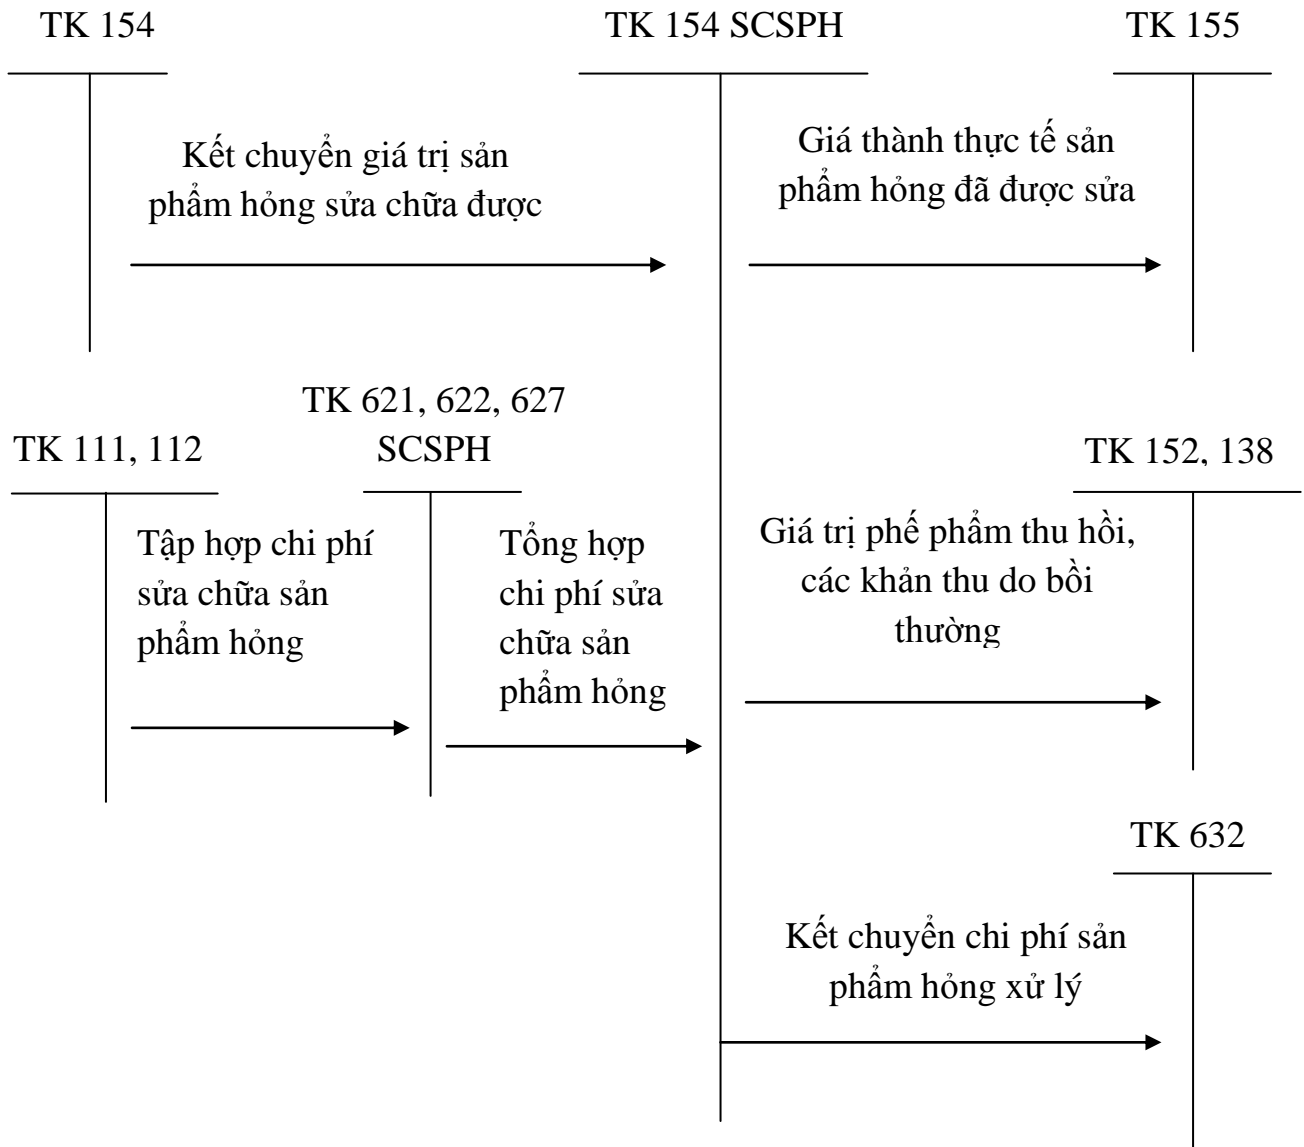 TK 154
TK 154 SCSPH
TK 155
Kết chuyển giá trị sản
phẩm hỏng sửa chữa được
Giá thành thực tế sản
phẩm hỏng đã được sửa
TK 111, 112
TK 621, 622, 627
SCSPH
TK 152, 138
Tập hợp chi phí
sửa chữa sản
phẩm hỏng
Tổng hợp
chi phí sửa
chữa sản
phẩm hỏng
Giá trị phế phẩm thu hồi,
các khản thu do bồi
thường
TK 632
Kết chuyển chi phí sản
phẩm hỏng xử lý